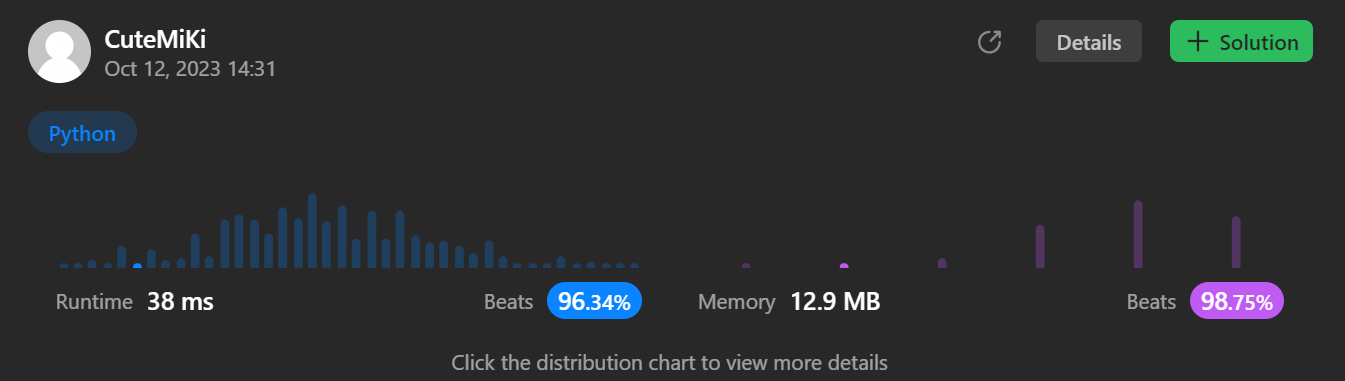 CuteMiKi
Oct 12, 2023 14:31
Details
Solution
Python
Runtime 38 ms
Beats 96.34%
Memory 12.9 MB
Beats 98.75%
Click the distribution chart to view more details